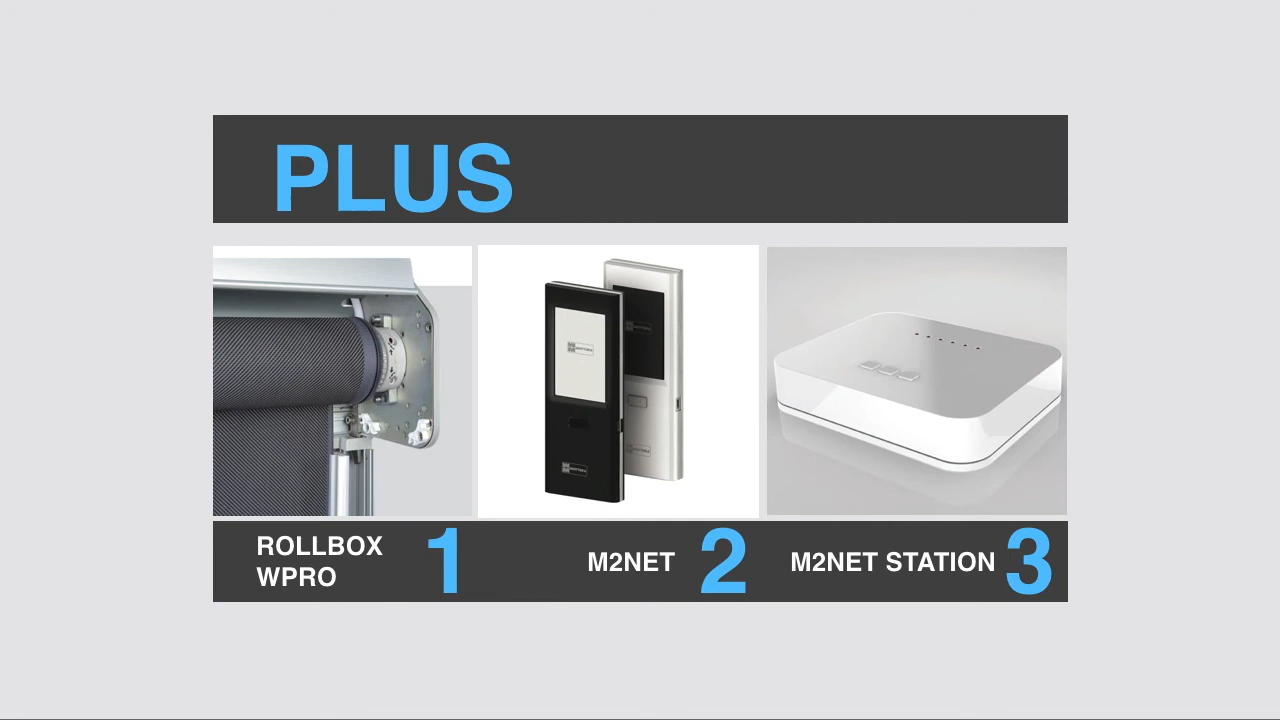 PLUS
ROLLBOX
WPRO
1
M2NET
2
M2NET STATION
3